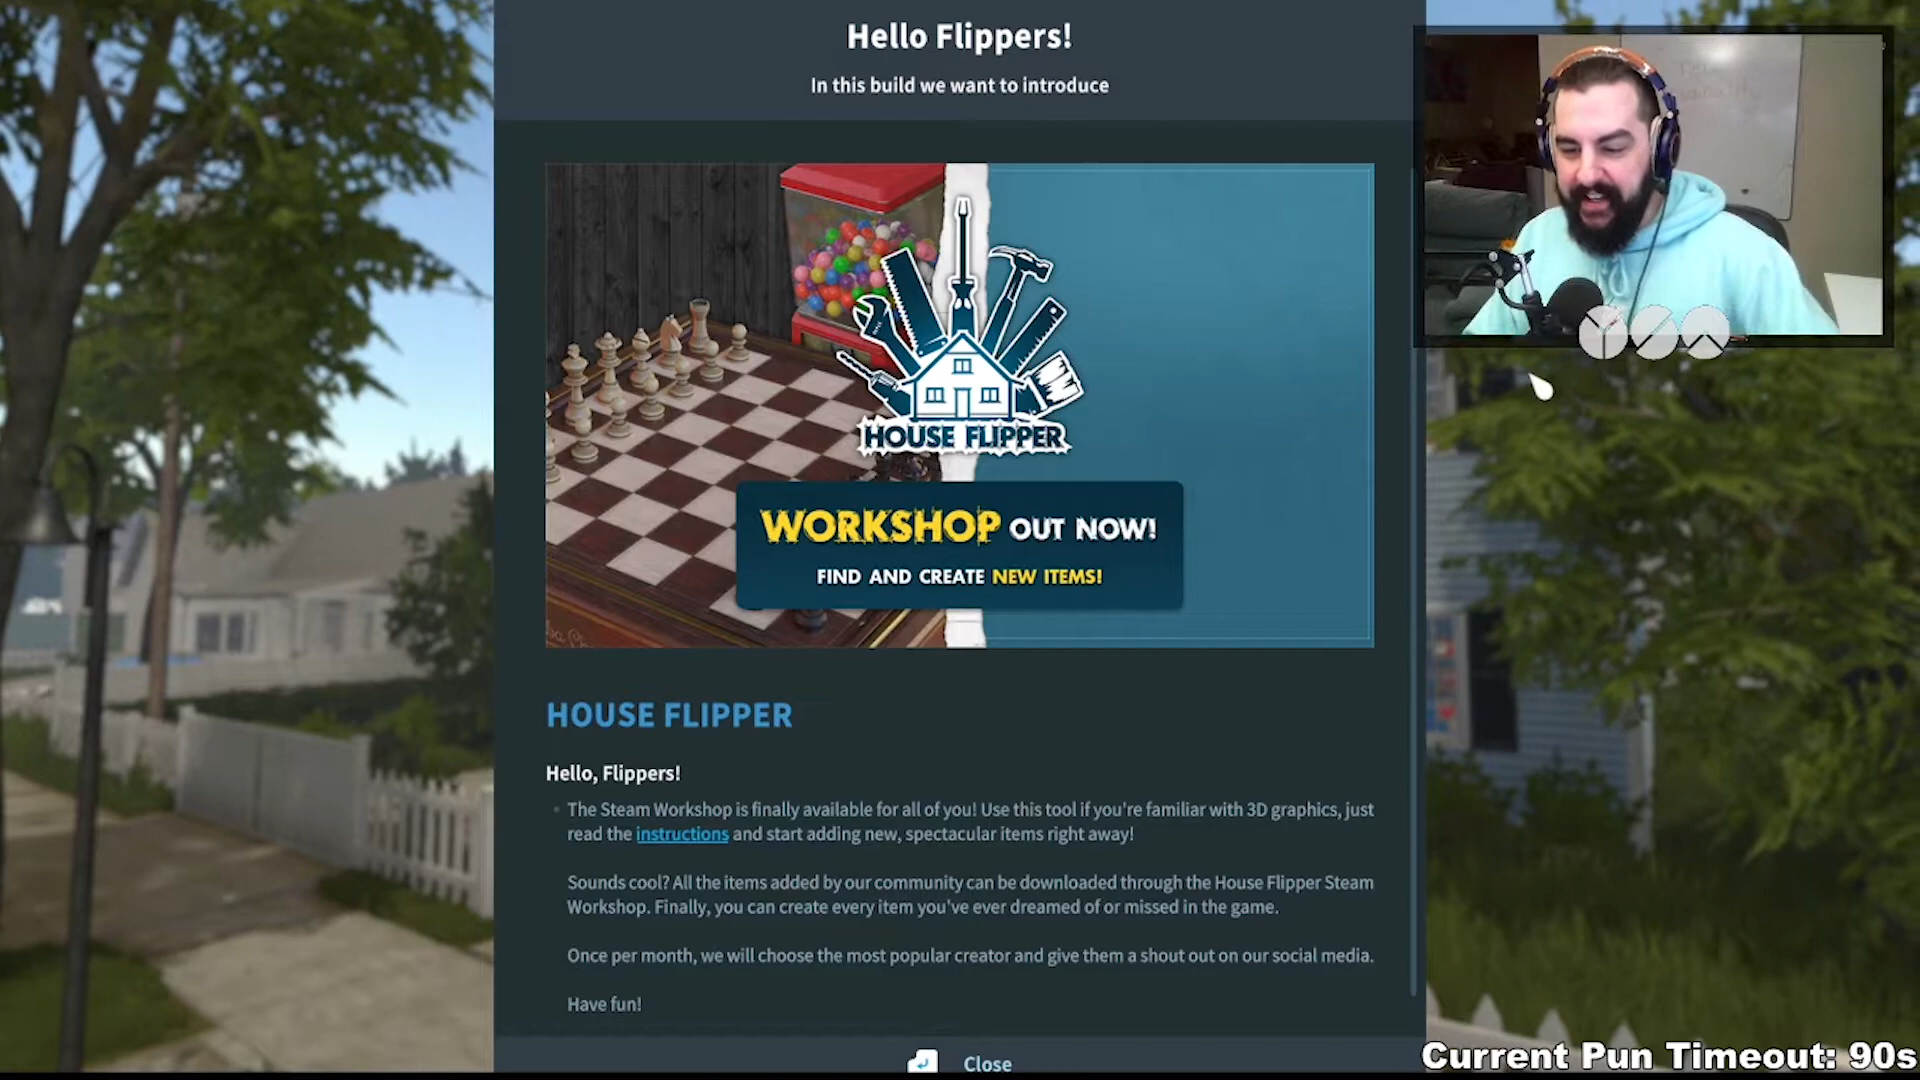 Hello Flippers!
In this build we want to introduce
HOUSE FLIPPER
WORKSHOP OUT NOW!
FIND AND CREATE NEW ITEMS!
HOUSE FLIPPER
Hello, Flippers!
The Steam Workshop is finally available for all of you! Use this tool if you're familiar with 3D graphics, just
read the instructions and start adding new, spectacular items right away!
Sounds cool? All the items added by our community can be downloaded through the House Flipper Steam
Workshop. Finally, you can create every item you've ever dreamed of or missed in the game.
Once per month, we will choose the most popular creator and give them a shout out on our social media.
Have fun!
Close
Current Pun Timeout: 90s